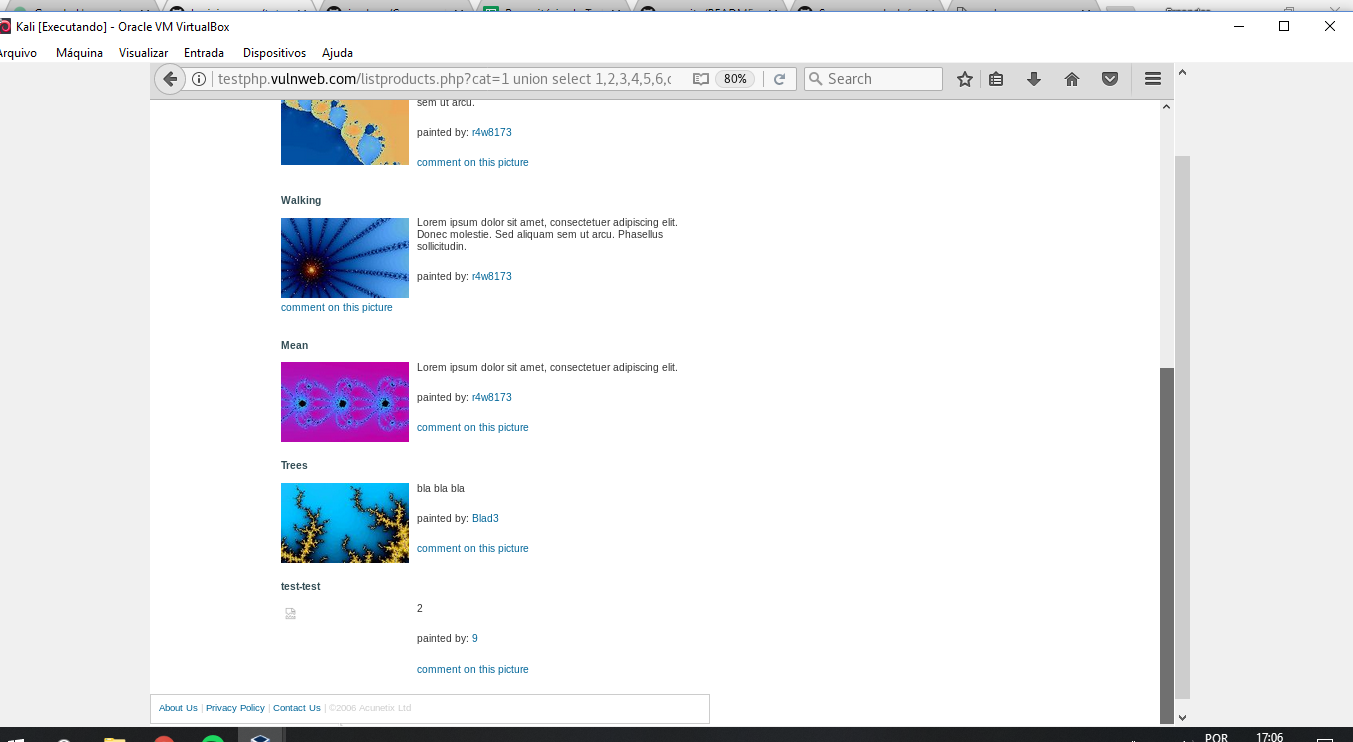 Kali [Executando] - Oracle VM VirtualBox
Arquivo Máquina Visualizar Entrada Dispositivos Ajuda
testphp.vulnweb.com/listproducts.php?cat=1 union select 1,2,3,4,5,6,c 80% Search
sem ut arcu.
painted by: r4w8173
comment on this picture
Walking
Lorem ipsum dolor sit amet, consectetuer adipiscing elit.
Donec molestie. Sed aliquam sem ut arcu. Phasellus
sollicitudin.
painted by: r4w8173
comment on this picture
Mean
Lorem ipsum dolor sit amet, consectetuer adipiscing elit.
painted by: r4w8173
comment on this picture
Trees
bla bla bla
painted by: Blad3
comment on this picture
test-test
2
painted by: 9
comment on this picture
About Us | Privacy Policy | Contact Us | ©2006 Acunetix Ltd
POR 17:06